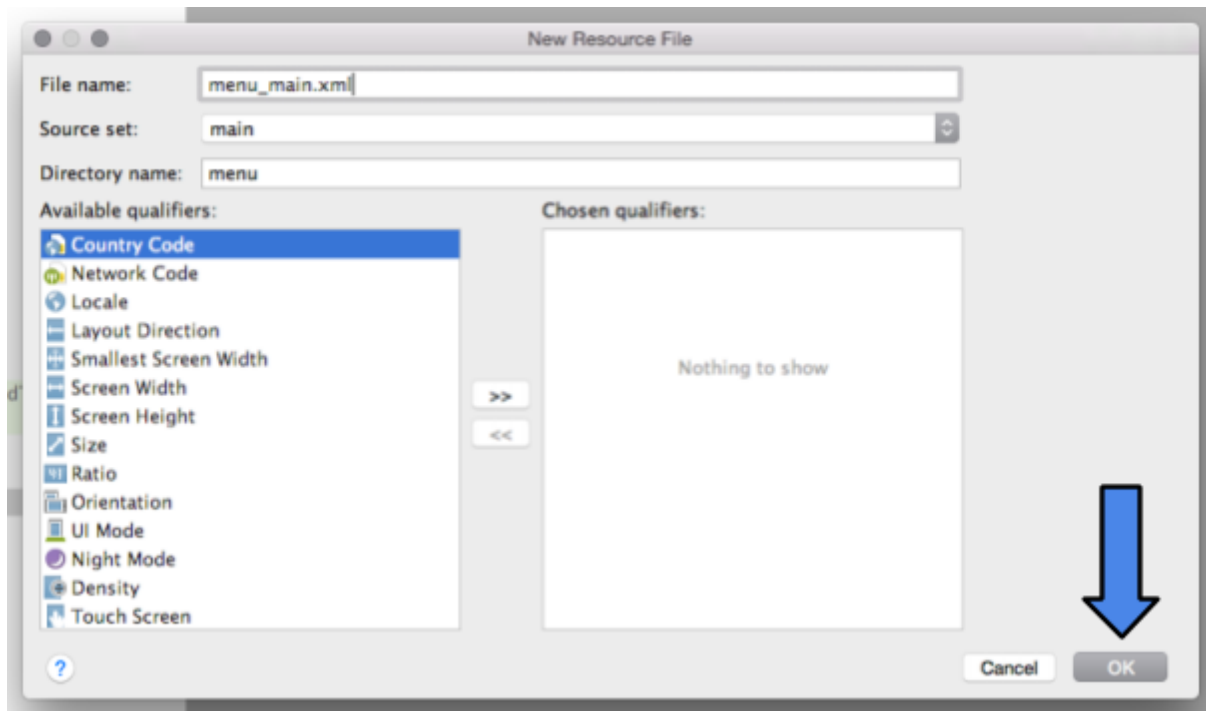 New Resource File
File name: menu_main.xml
Source set: main
Directory name: menu
Available qualifiers: Chosen qualifiers:
Country Code
Network Code
Locale
Layout Direction
Smallest Screen Width
Nothing to show
Screen Width
>>
Screen Height
<<
Size
Ratio
Orientation
UI Mode
Night Mode
Density
Touch Screen
? Cancel OK